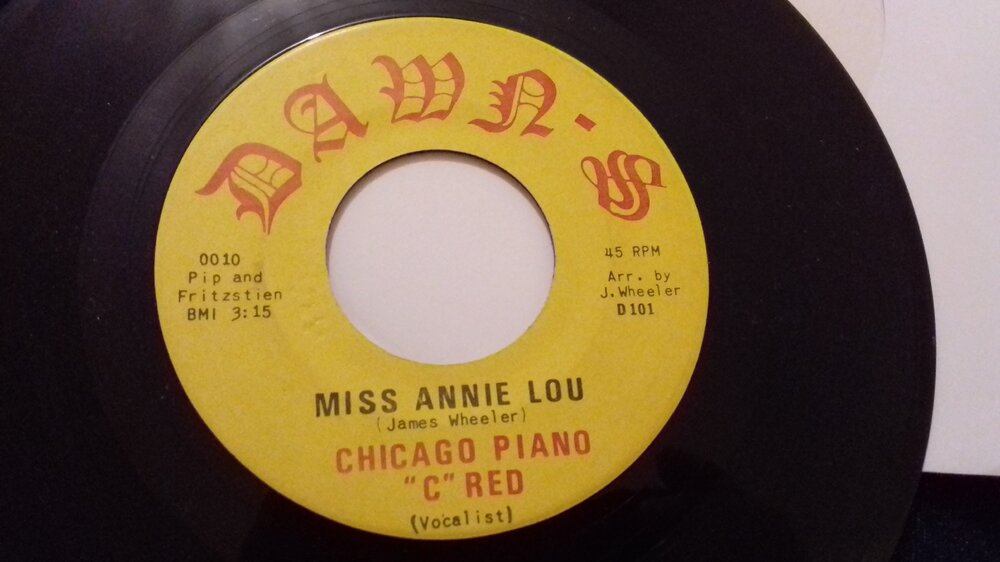 DAWN-S
0010
Pip and
Fritzstien
BMI 3:15
45 RPM
Arr. by
J.Wheeler
D101
MISS ANNIE LOU
(James Wheeler)
CHICAGO PIANO
"C" RED
(Vocalist)